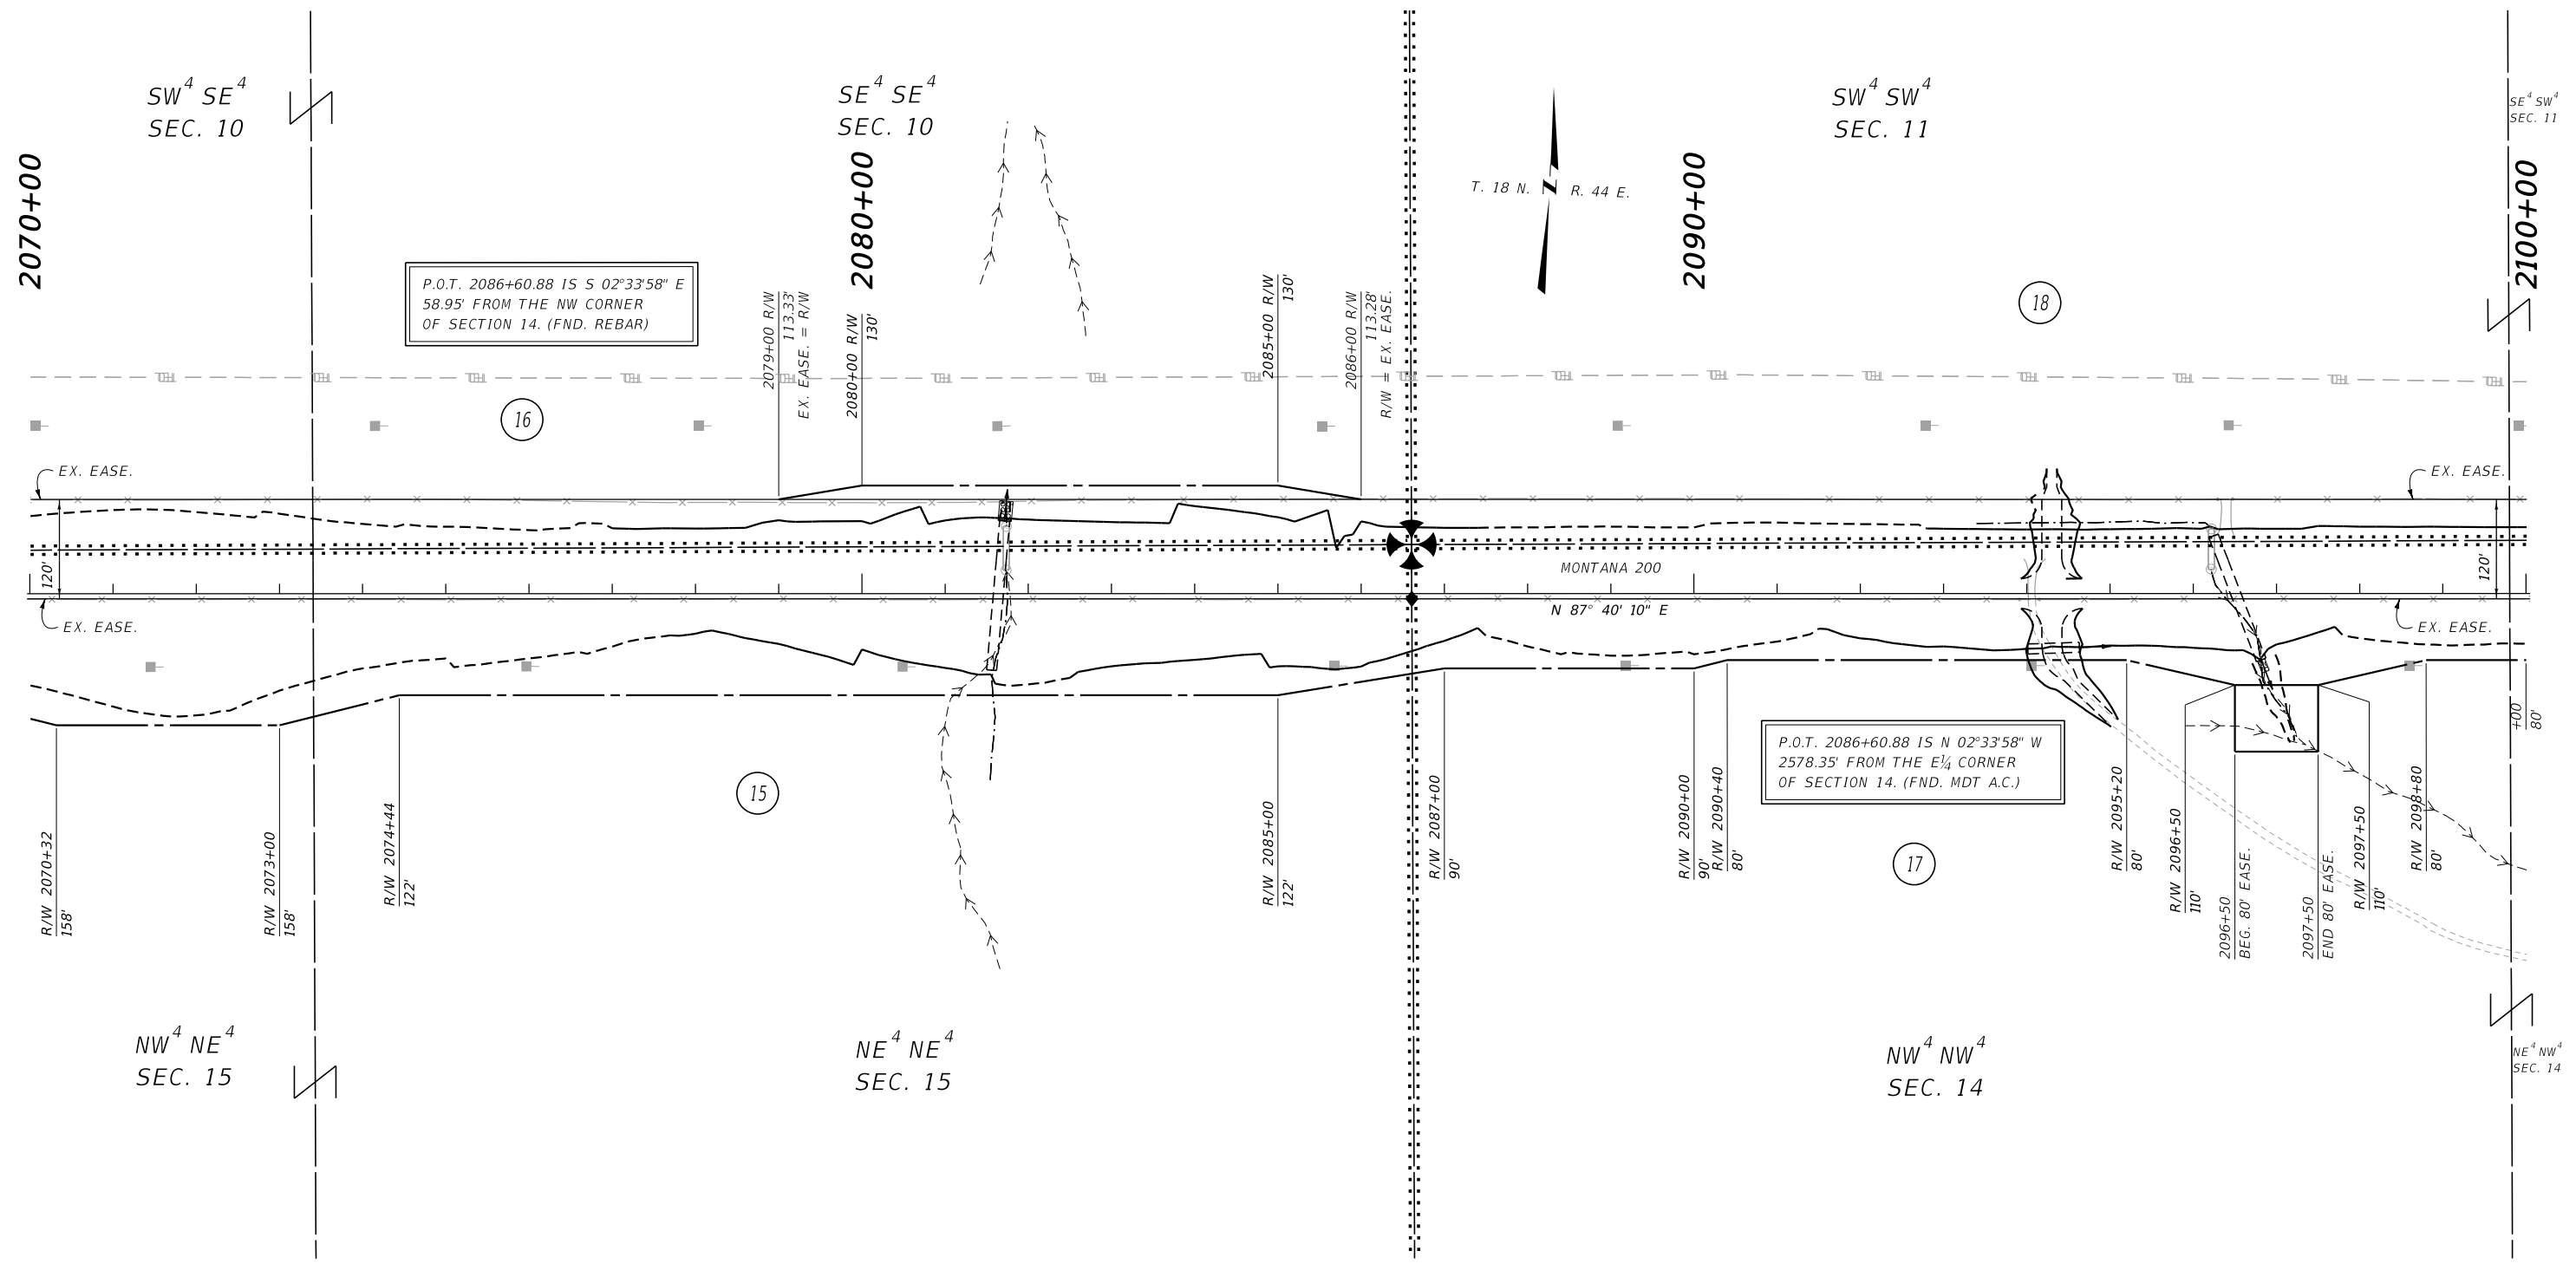 SW⁴ SE⁴
SEC. 10
SE⁴ SE⁴
SEC. 10
SW⁴ SW⁴
SEC. 11
SE⁴ SW⁴
SEC. 11
2070+00
2080+00
2090+00
2100+00
T. 18 N. R. 44 E.
P.O.T. 2086+60.88 IS S 02°33'58" E
58.95' FROM THE NW CORNER
OF SECTION 14. (FND. REBAR)
2079+00 R/W
113.33'
EX. EASE. = R/W
2080+00 R/W
130'
2085+00 R/W
130'
2086+00 R/W
113.28'
R/W = EX. EASE.
18
16
EX. EASE.
EX. EASE.
120'
120'
MONTANA 200
N 87° 40' 10" E
EX. EASE.
EX. EASE.
15
17
P.O.T. 2086+60.88 IS N 02°33'58" W
2578.35' FROM THE E¼ CORNER
OF SECTION 14. (FND. MDT A.C.)
R/W 2070+32
158'
R/W 2073+00
158'
R/W 2074+44
122'
R/W 2085+00
122'
R/W 2087+00
90'
R/W 2090+00
90'
R/W 2090+40
80'
R/W 2095+20
80'
R/W 2096+50
110'
2096+50
BEG. 80' EASE.
2097+50
END 80' EASE.
R/W 2097+50
110'
R/W 2098+80
80'
+00
80'
NW⁴ NE⁴
SEC. 15
NE⁴ NE⁴
SEC. 15
NW⁴ NW⁴
SEC. 14
NE⁴ NW⁴
SEC. 14